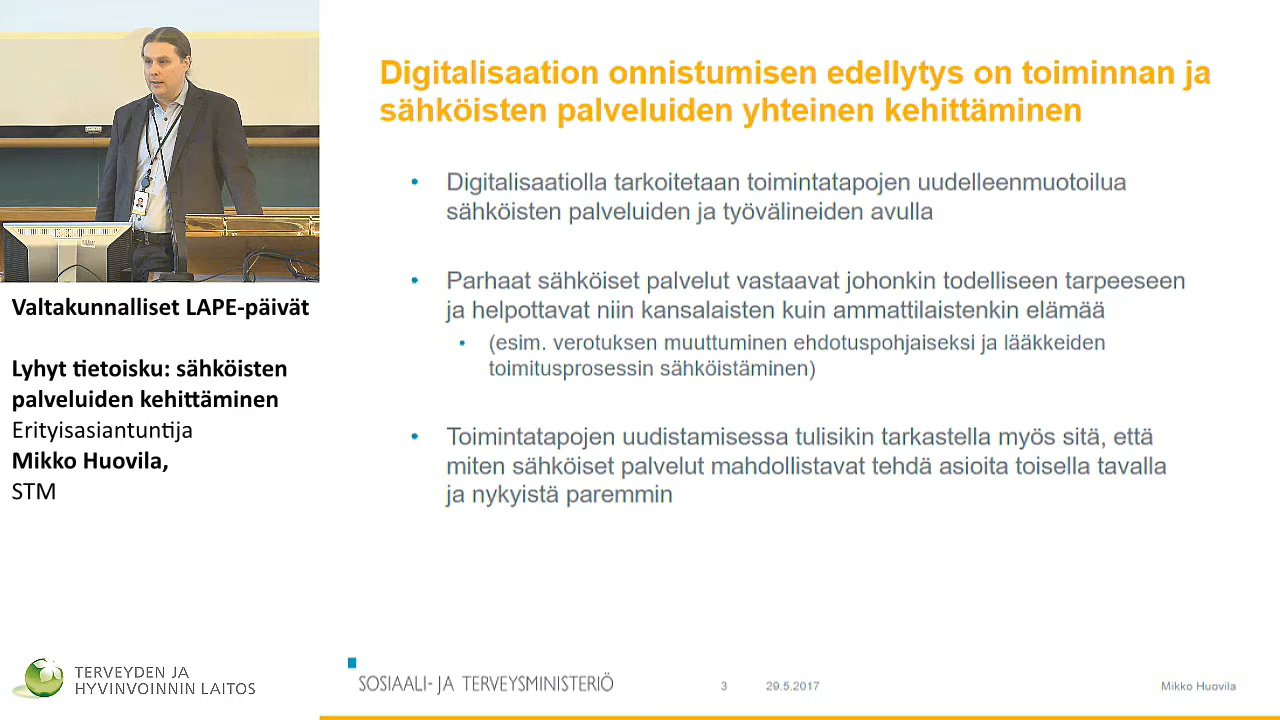 Valtakunnalliset LAPE-päivät
Lyhyt tietoisku: sähköisten
palveluiden kehittäminen
Erityisasiantuntija
Mikko Huovila,
STM
TERVEYDEN JA
HYVINVOINNIN LAITOS
Digitalisaation onnistumisen edellytys on toiminnan ja
sähköisten palveluiden yhteinen kehittäminen
• Digitalisaatiolla tarkoitetaan toimintatapojen uudelleenmuotoilua
sähköisten palveluiden ja työvälineiden avulla
• Parhaat sähköiset palvelut vastaavat johonkin todelliseen tarpeeseen
ja helpottavat niin kansalaisten kuin ammattilaistenkin elämää
• (esim. verotuksen muuttuminen ehdotuspohjaiseksi ja lääkkeiden
toimitusprosessin sähköistäminen)
• Toimintatapojen uudistamisessa tulisikin tarkastella myös sitä, että
miten sähköiset palvelut mahdollistavat tehdä asioita toisella tavalla
ja nykyistä paremmin
SOSIAALI- JA TERVEYSMINISTERIÖ
3
29.5.2017
Mikko Huovila